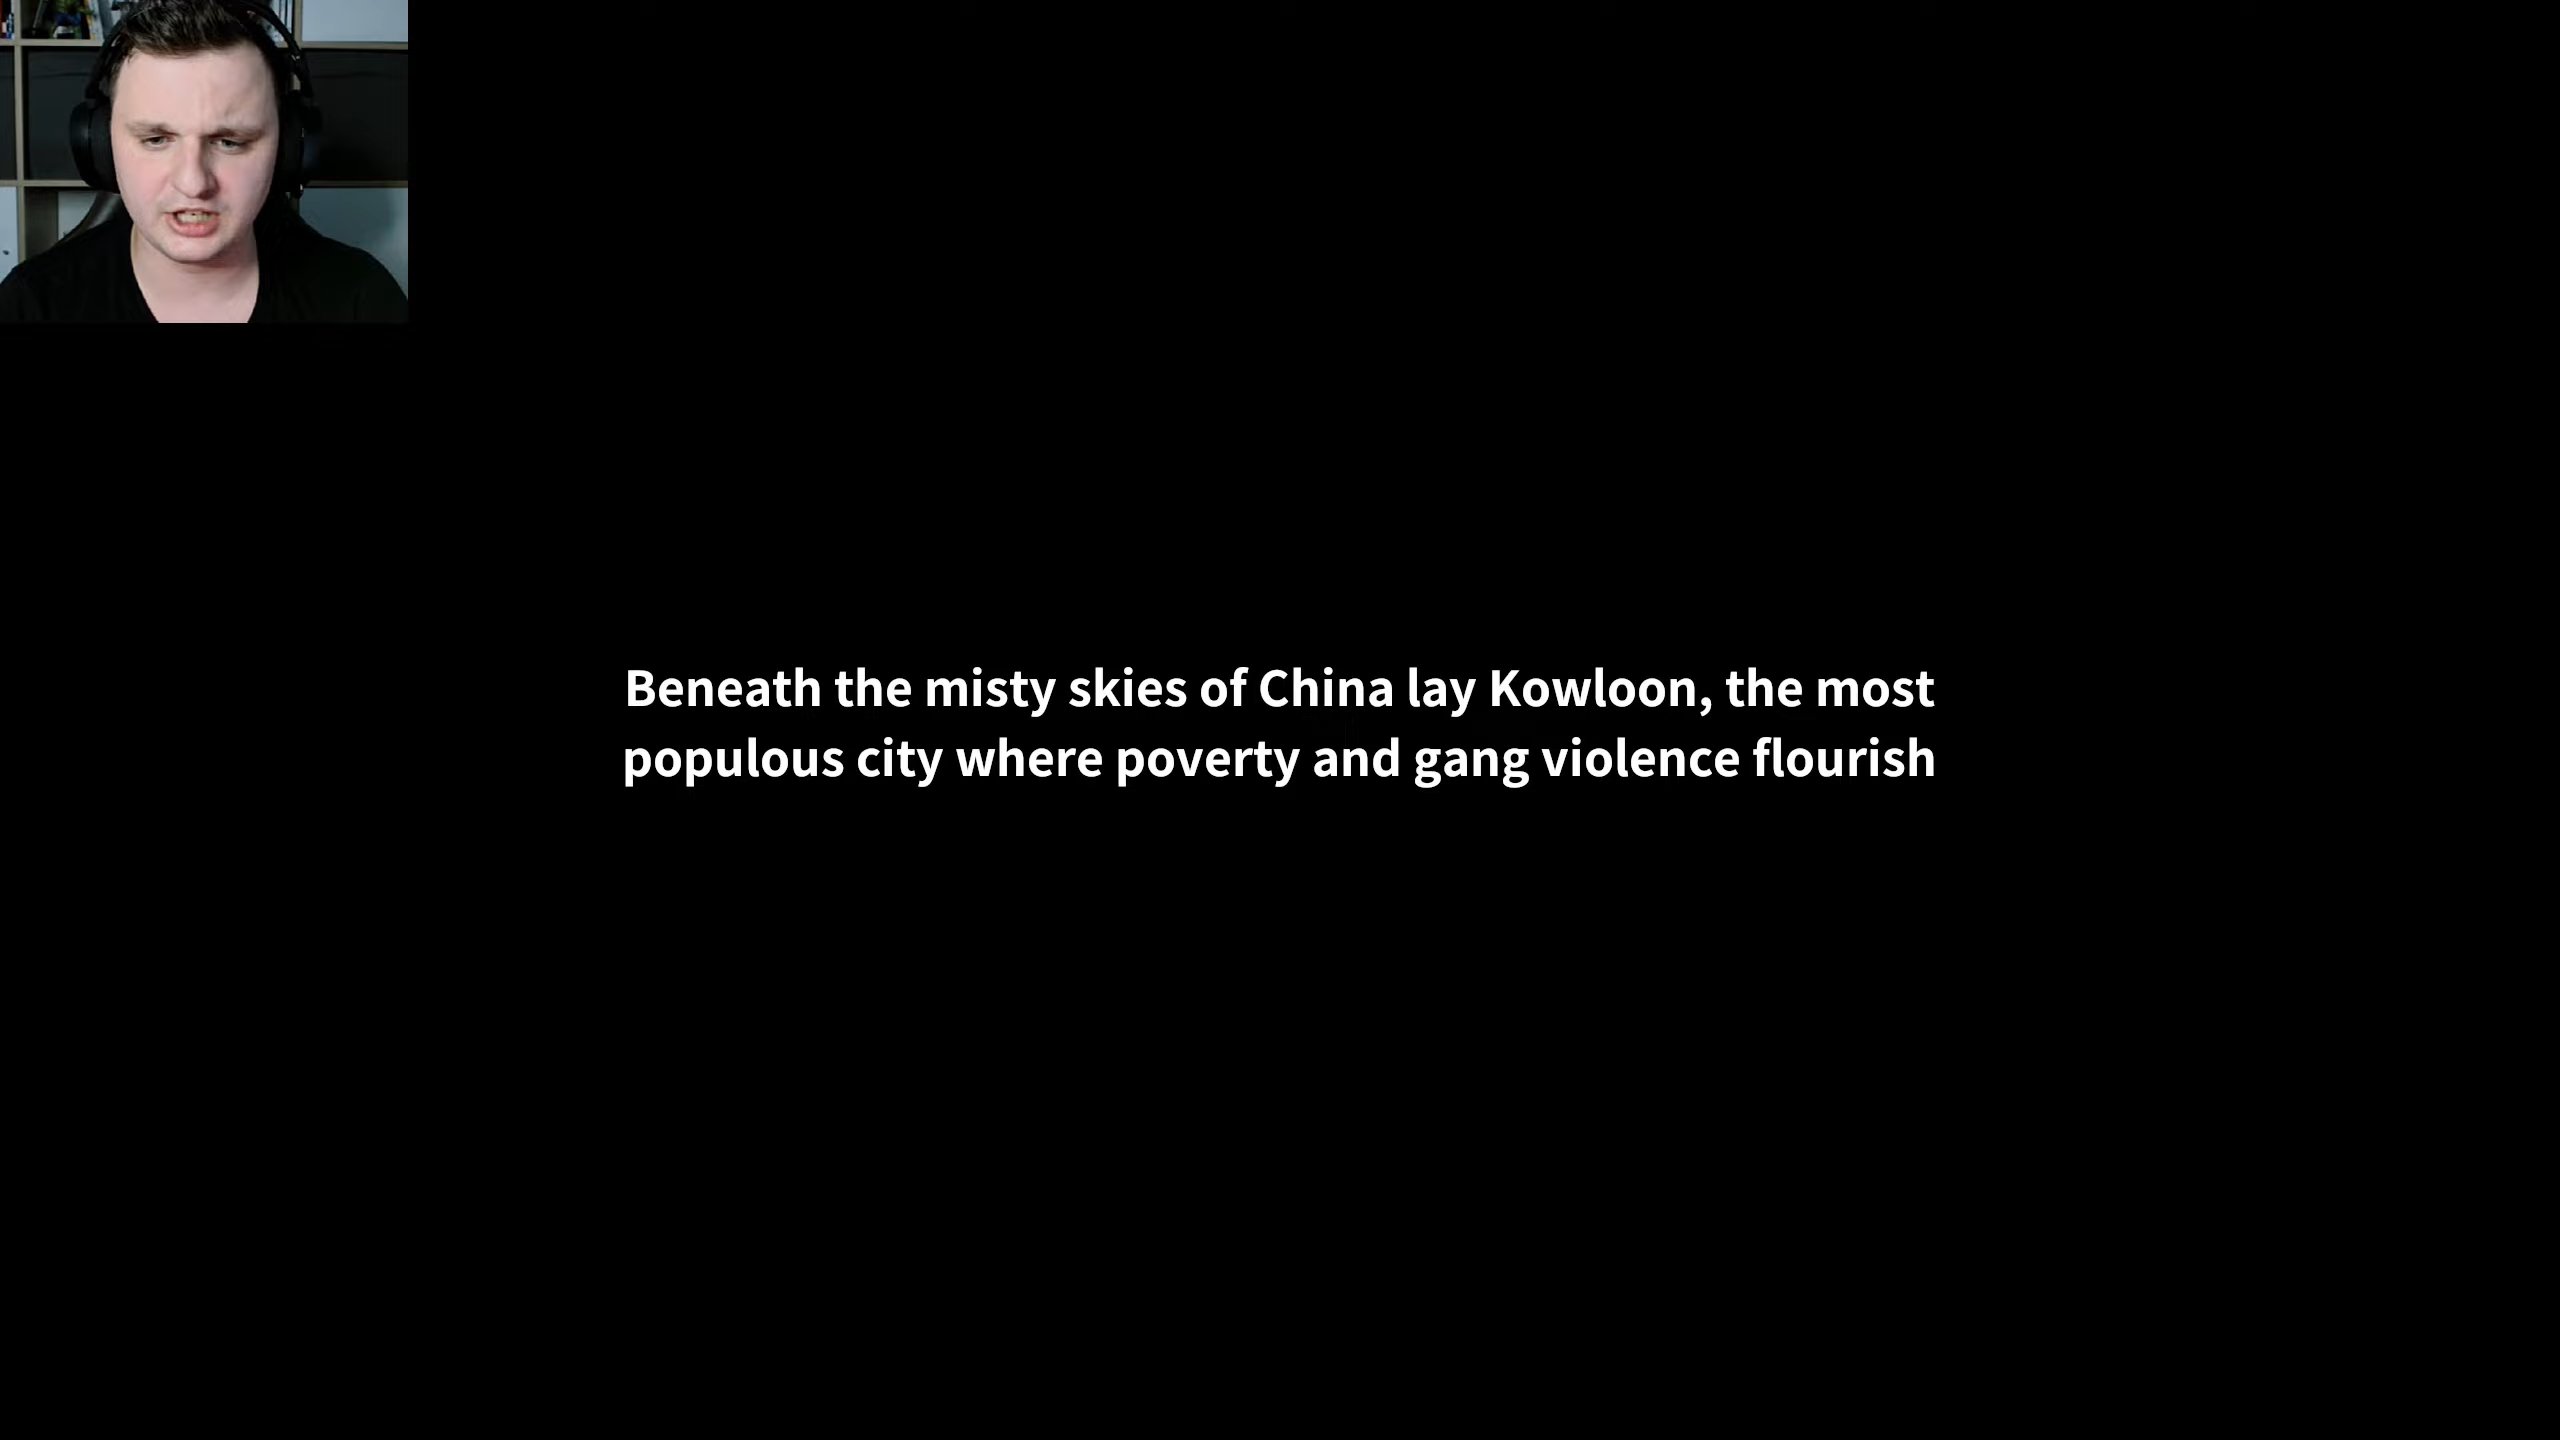 Beneath the misty skies of China lay Kowloon, the most
populous city where poverty and gang violence flourish